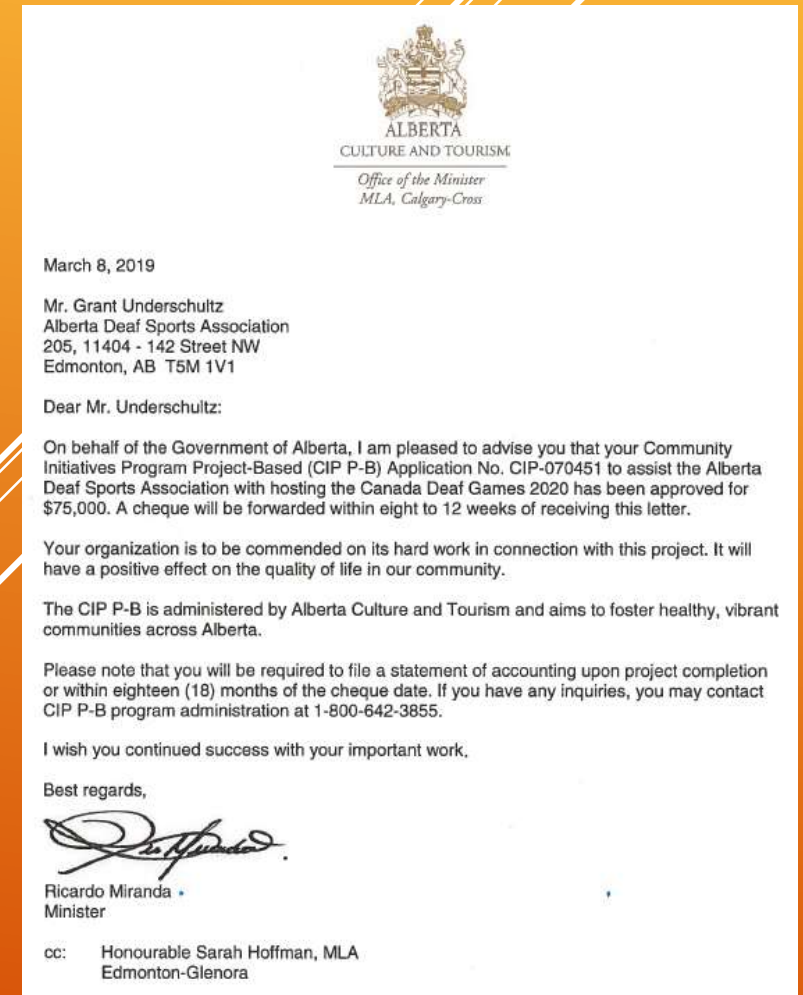 ALBERTA
CULTURE AND TOURISM
Office of the Minister
MLA, Calgary-Cross
March 8, 2019
Mr. Grant Underschultz
Alberta Deaf Sports Association
205, 11404 - 142 Street NW
Edmonton, AB T5M 1V1
Dear Mr. Underschultz:
On behalf of the Government of Alberta, I am pleased to advise you that your Community
Initiatives Program Project-Based (CIP P-B) Application No. CIP-070451 to assist the Alberta
Deaf Sports Association with hosting the Canada Deaf Games 2020 has been approved for
$75,000. A cheque will be forwarded within eight to 12 weeks of receiving this letter.
Your organization is to be commended on its hard work in connection with this project. It will
have a positive effect on the quality of life in our community.
The CIP P-B is administered by Alberta Culture and Tourism and aims to foster healthy, vibrant
communities across Alberta.
Please note that you will be required to file a statement of accounting upon project completion
or within eighteen (18) months of the cheque date. If you have any inquiries, you may contact
CIP P-B program administration at 1-800-642-3855.
I wish you continued success with your important work.
Best regards,
Ricardo Miranda
Minister
cc: Honourable Sarah Hoffman, MLA
Edmonton-Glenora